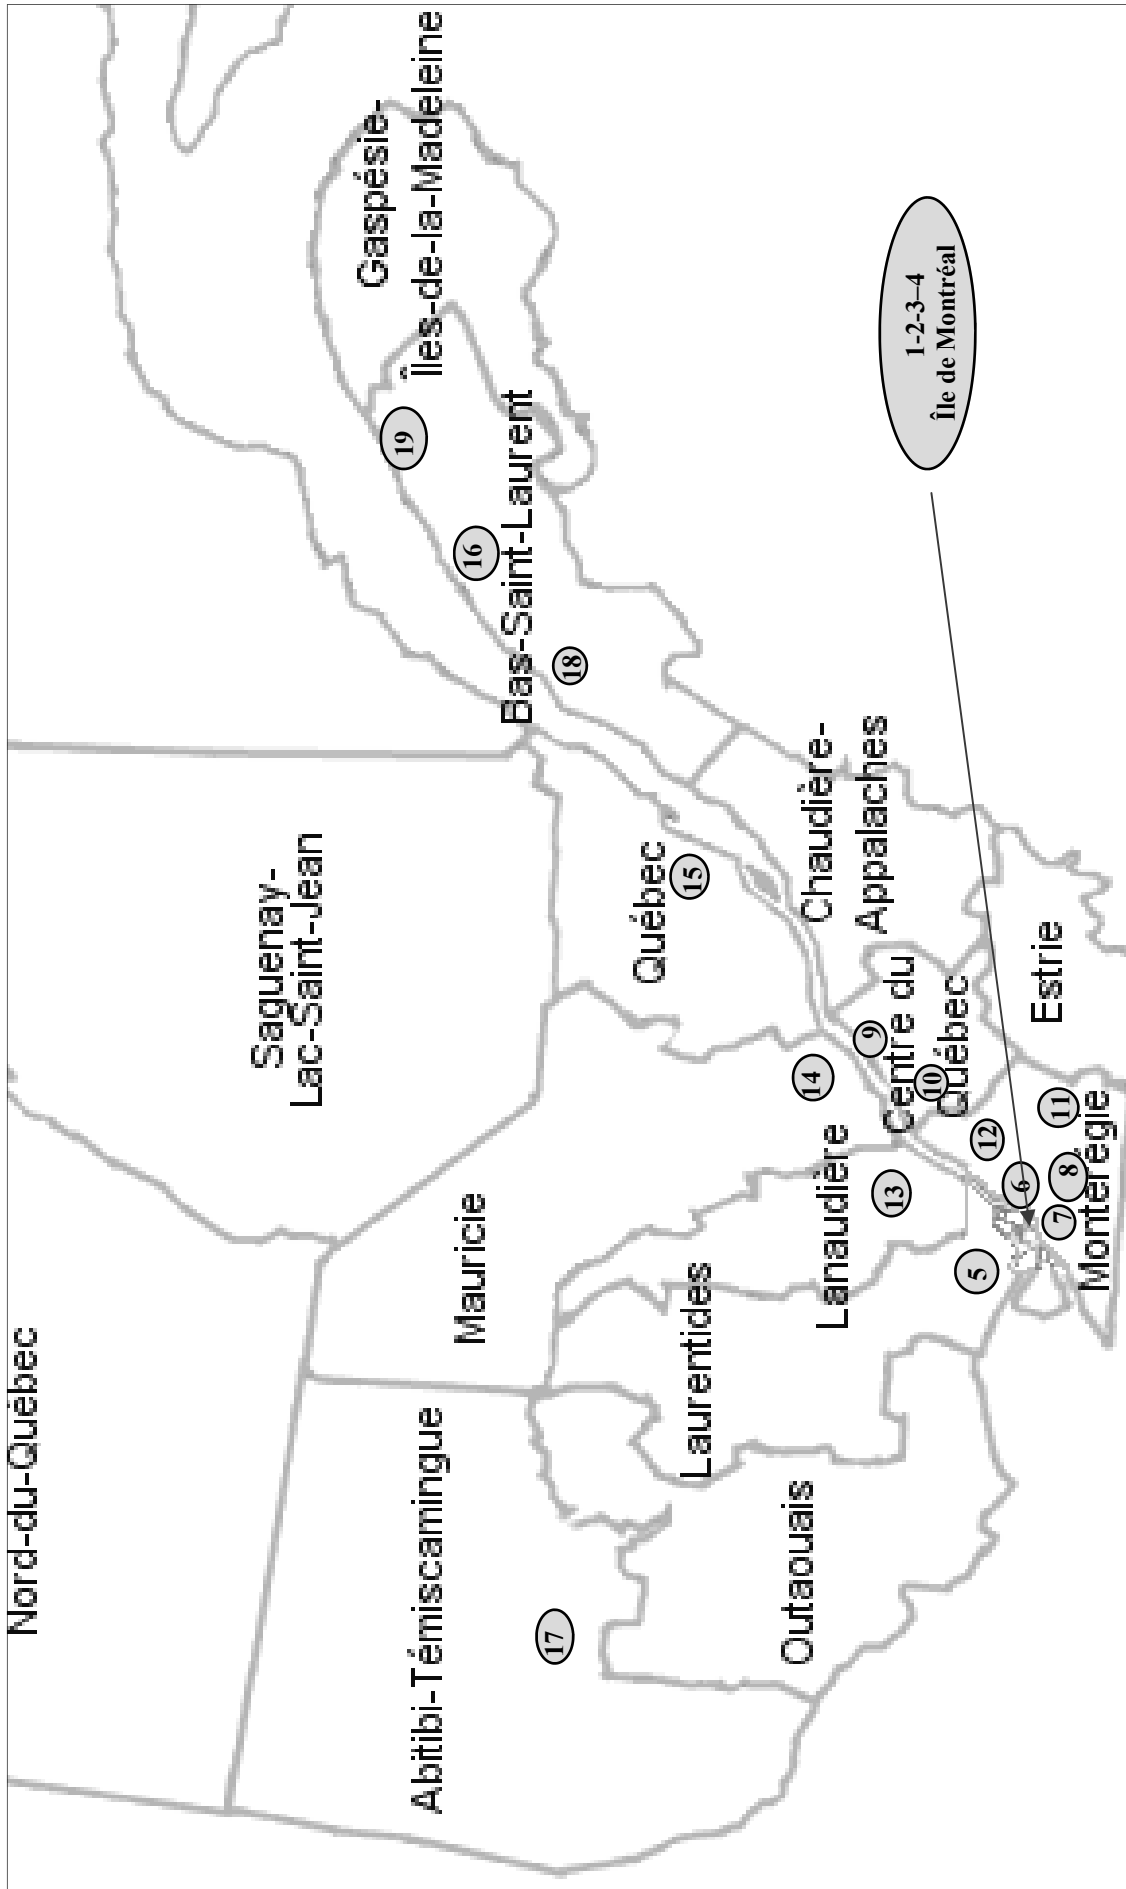 Nord-du-Québec
Saguenay-
Lac-Saint-Jean
Gaspésie-
Îles-de-la-Madeleine
19
16
Bas-Saint-Laurent
18
Abitibi-Témiscamingue
Mauricie
17
Québec
15
Laurentides
Outaouais
Lanaudière
14
Chaudière-
Appalaches
13
9
Centre du
Québec
10
1-2-3–4
Île de Montréal
5
12
6
Estrie
7
8
11
Montérégie